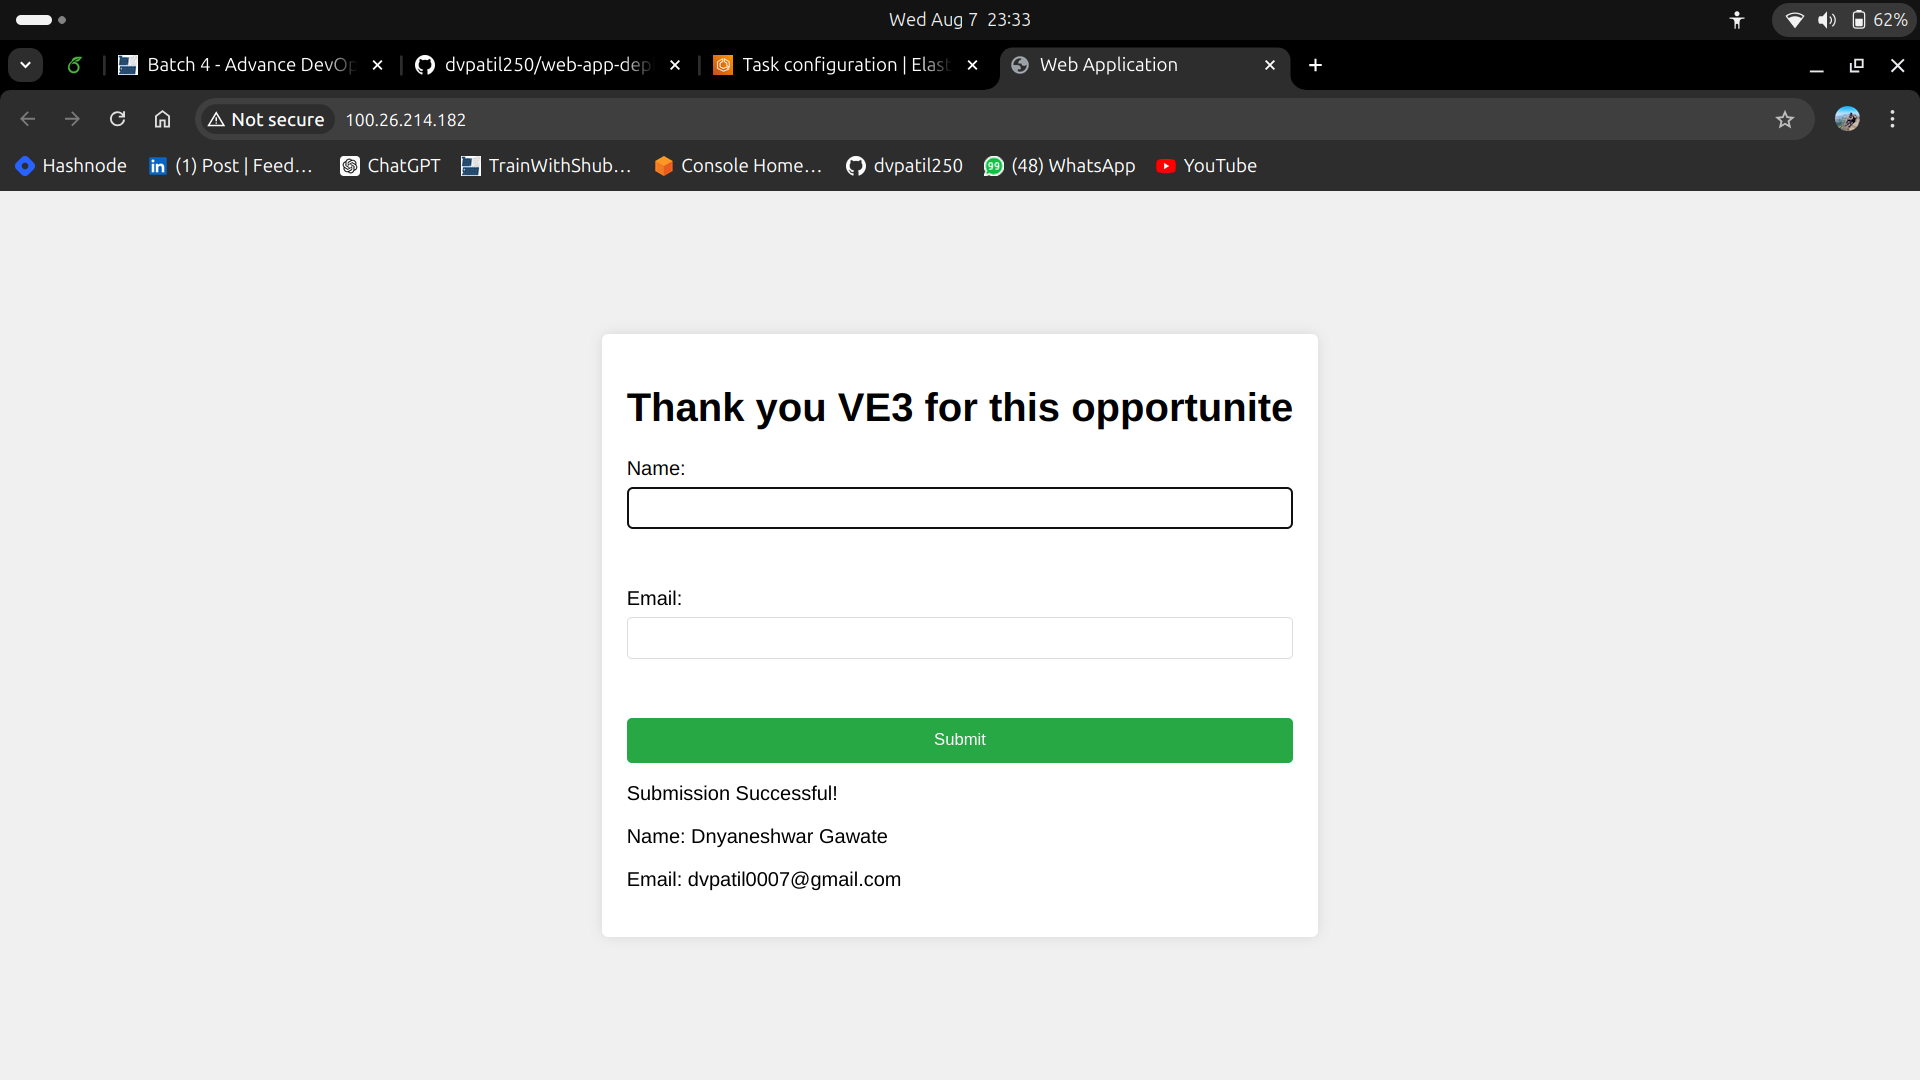 Wed Aug 7 23:33
62%
Batch 4 - Advance DevOp
dvpatil250/web-app-dep
Task configuration | Elast
Web Application
Not secure
100.26.214.182
Hashnode
(1) Post | Feed...
ChatGPT
TrainWithShub...
Console Home...
dvpatil250
99
(48) WhatsApp
YouTube
Thank you VE3 for this opportunite
Name:
Email:
Submit
Submission Successful!
Name: Dnyaneshwar Gawate
Email: dvpatil0007@gmail.com